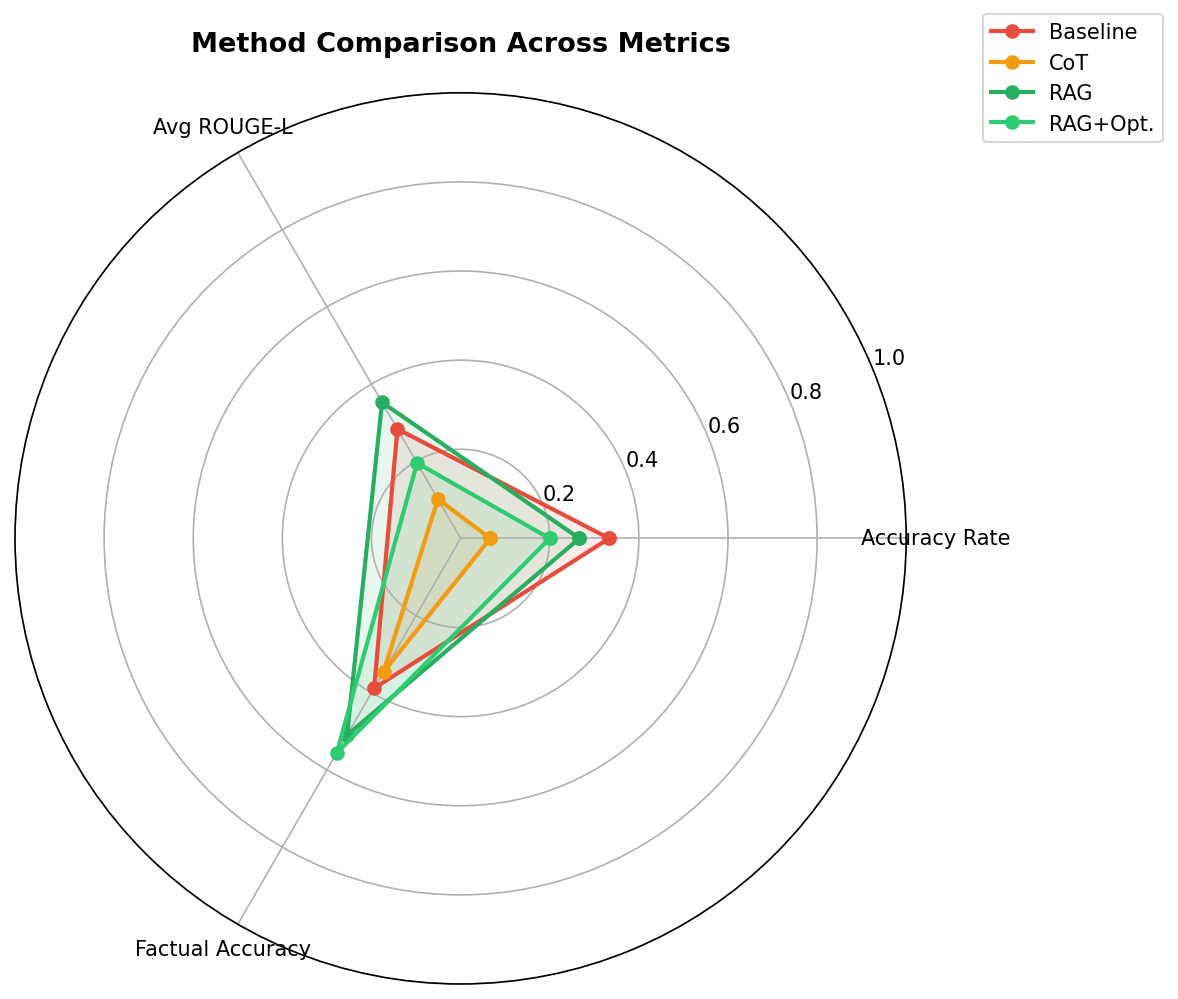 Method Comparison Across Metrics
Baseline
CoT
RAG
RAG+Opt.
Avg ROUGE-L
1.0
0.8
0.6
0.4
0.2
Accuracy Rate
Factual Accuracy